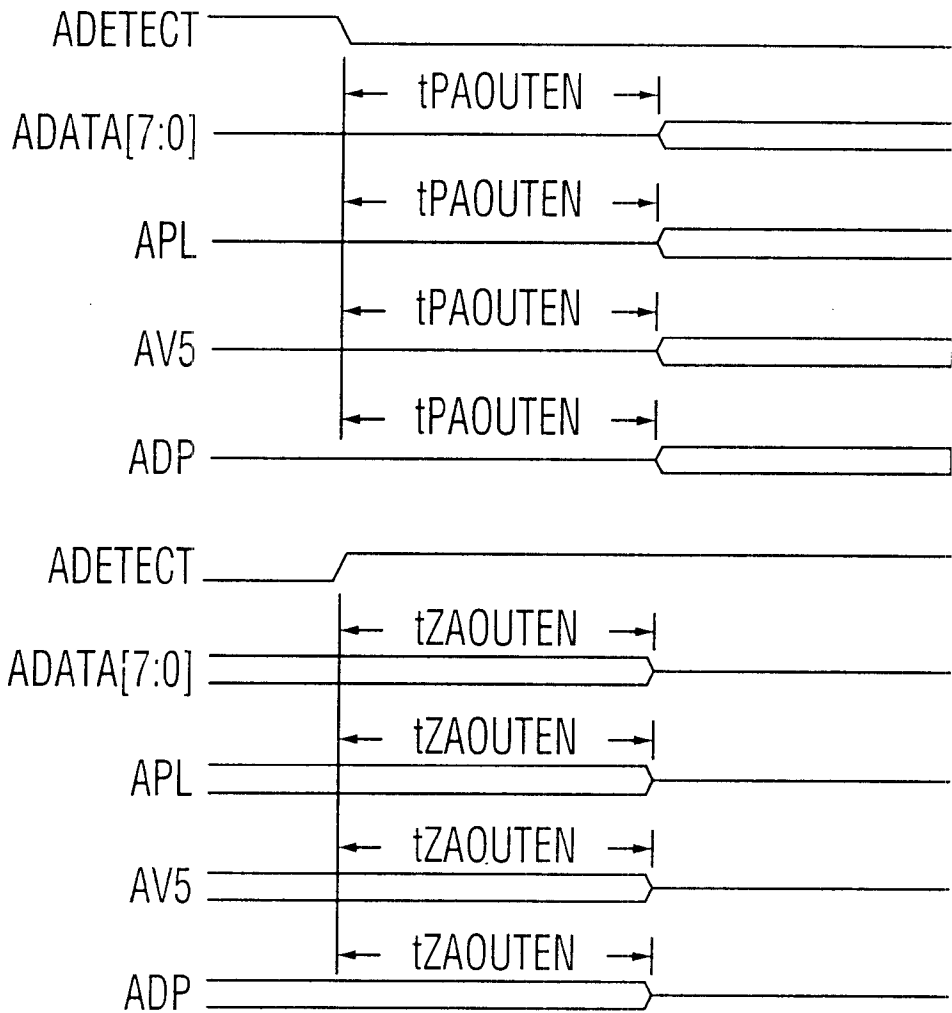 ADETECT
tPAOUTEN
ADATA[7:0]
tPAOUTEN
APL
tPAOUTEN
AV5
tPAOUTEN
ADP
ADETECT
tZAOUTEN
ADATA[7:0]
tZAOUTEN
APL
tZAOUTEN
AV5
tZAOUTEN
ADP